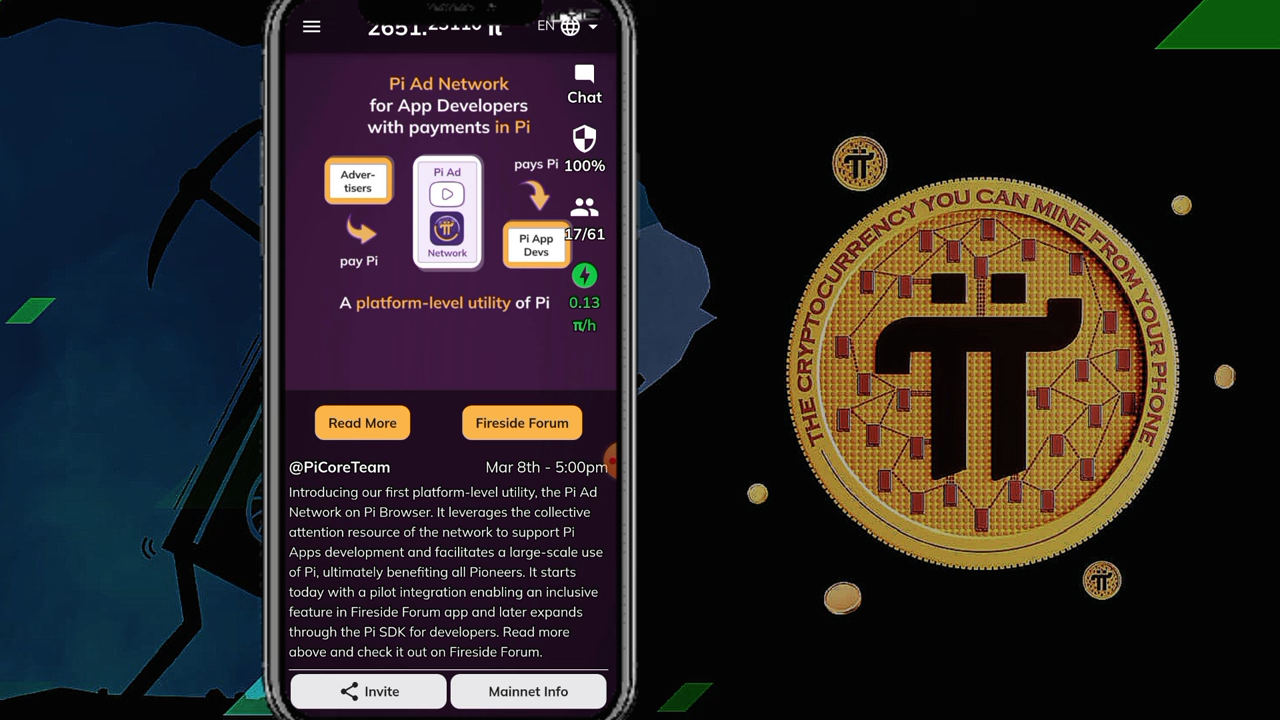 2651.23110 π
EN
Pi Ad Network
for App Developers
with payments in Pi
Chat
100%
17/61
0.13
π/h
Adver-
tisers
pay Pi
Pi Ad
Network
pays Pi
Pi App
Devs
A platform-level utility of Pi
Read More
Fireside Forum
@PiCoreTeam
Mar 8th - 5:00pm
Introducing our first platform-level utility, the Pi Ad
Network on Pi Browser. It leverages the collective
attention resource of the network to support Pi
Apps development and facilitates a large-scale use
of Pi, ultimately benefiting all Pioneers. It starts
today with a pilot integration enabling an inclusive
feature in Fireside Forum app and later expands
through the Pi SDK for developers. Read more
above and check it out on Fireside Forum.
Invite
Mainnet Info
THE CRYPTOCURRENCY YOU CAN MINE FROM YOUR PHONE